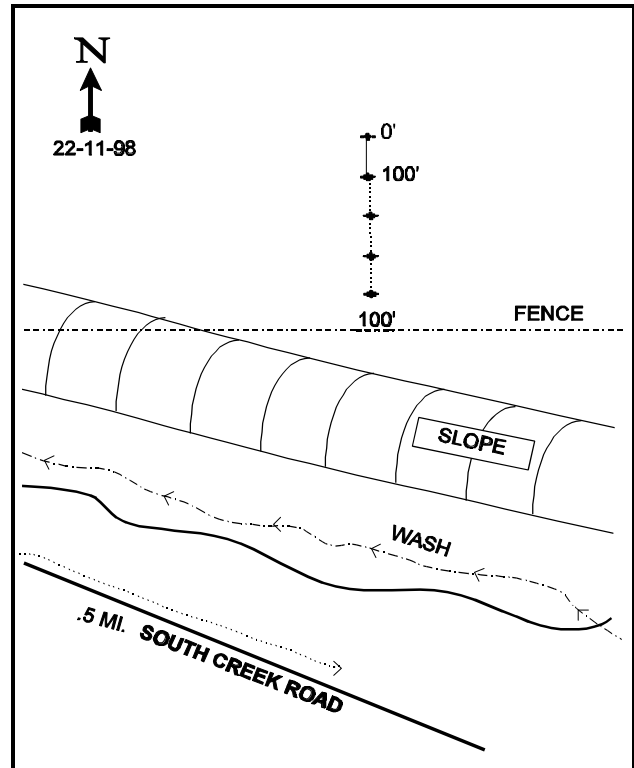 N
22-11-98
0'
100'
100'
FENCE
SLOPE
WASH
.5 MI. SOUTH CREEK ROAD